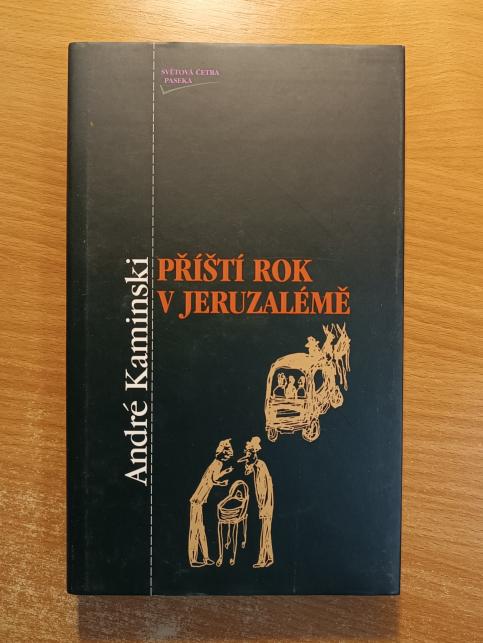 SVĚTOVÁ ČETBA
PASEKA
André Kaminski
PŘÍŠTÍ ROK
V JERUZALÉMĚ